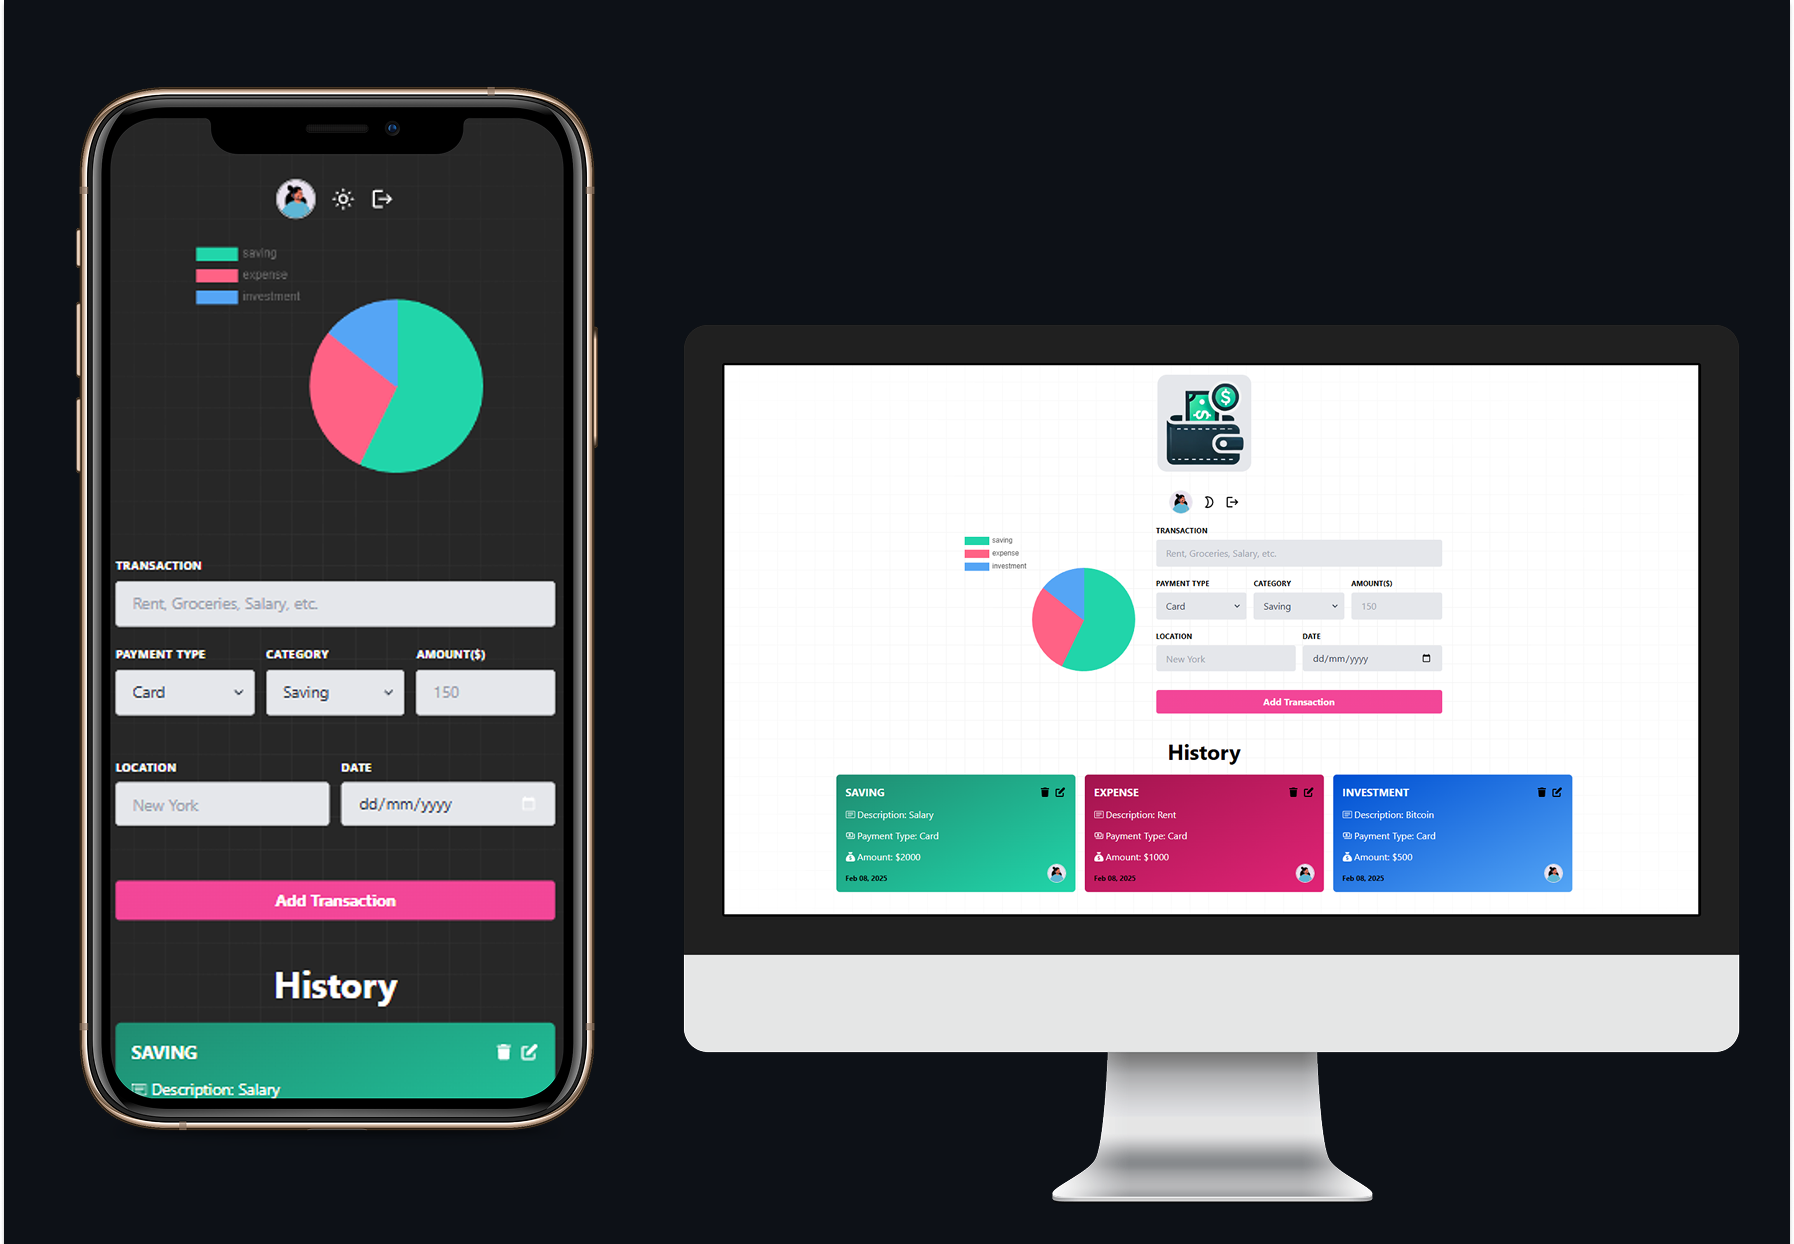 saving
expense
investment
TRANSACTION
Rent, Groceries, Salary, etc.
PAYMENT TYPE CATEGORY AMOUNT($)
Card Saving 150
LOCATION DATE
New York dd/mm/yyyy
Add Transaction
History
SAVING
Description: Salary
$
$
TRANSACTION
saving
Rent, Groceries, Salary, etc.
expense
investment
PAYMENT TYPE CATEGORY AMOUNT($)
Card Saving 150
LOCATION DATE
New York dd/mm/yyyy
Add Transaction
History
SAVING
Description: Salary
Payment Type: Card
Amount: $2000
Feb 08, 2025
EXPENSE
Description: Rent
Payment Type: Card
Amount: $1000
Feb 08, 2025
INVESTMENT
Description: Bitcoin
Payment Type: Card
Amount: $500
Feb 08, 2025